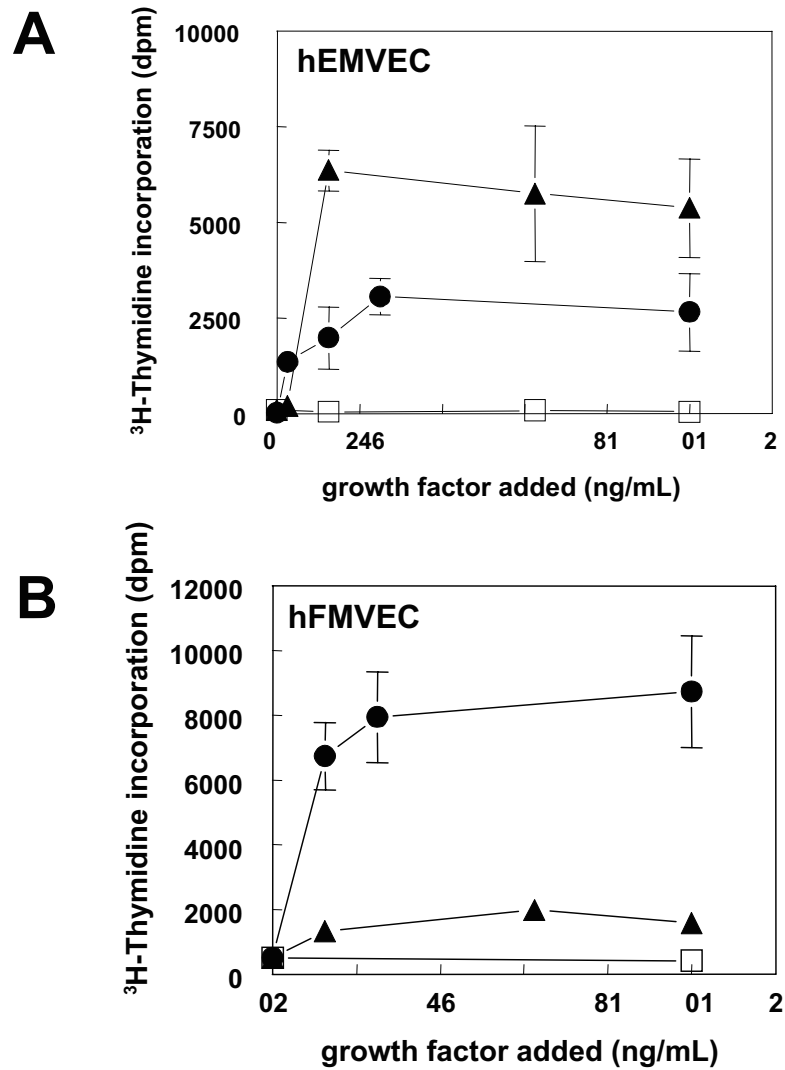 A
³H-Thymidine incorporation (dpm)
hEMVEC
10000
7500
5000
2500
0
0 246 81 01 2
growth factor added (ng/mL)
B
³H-Thymidine incorporation (dpm)
hFMVEC
12000
10000
8000
6000
4000
2000
0
02 46 81 01 2
growth factor added (ng/mL)